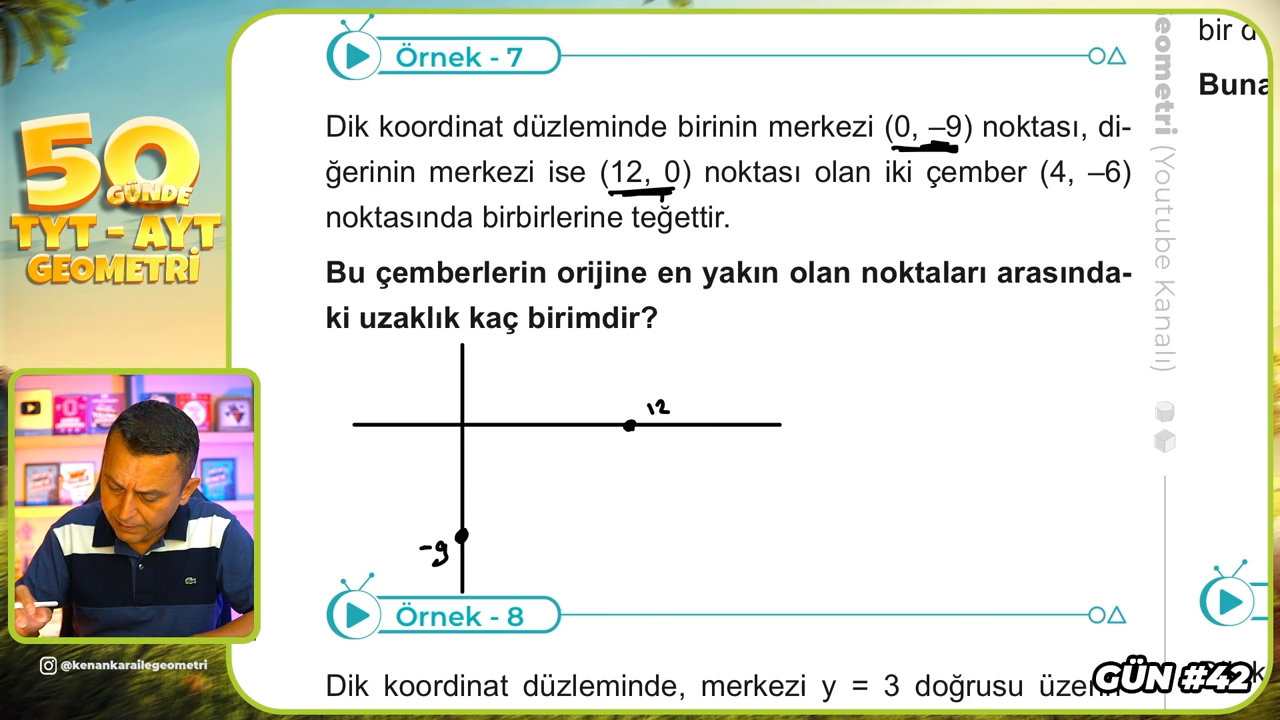 50
GÜNDE
TYT - AYT
GEOMETRİ
Örnek - 7
Dik koordinat düzleminde birinin merkezi (0, –9) noktası, di-
ğerinin merkezi ise (12, 0) noktası olan iki çember (4, –6)
noktasında birbirlerine teğettir.
Bu çemberlerin orijine en yakın olan noktaları arasında-
ki uzaklık kaç birimdir?
12
-9
Örnek - 8
Dik koordinat düzleminde, merkezi y = 3 doğrusu
eometri (Youtube Kanalı)
bir
Buna
@kenankarailegeometri
GÜN #42